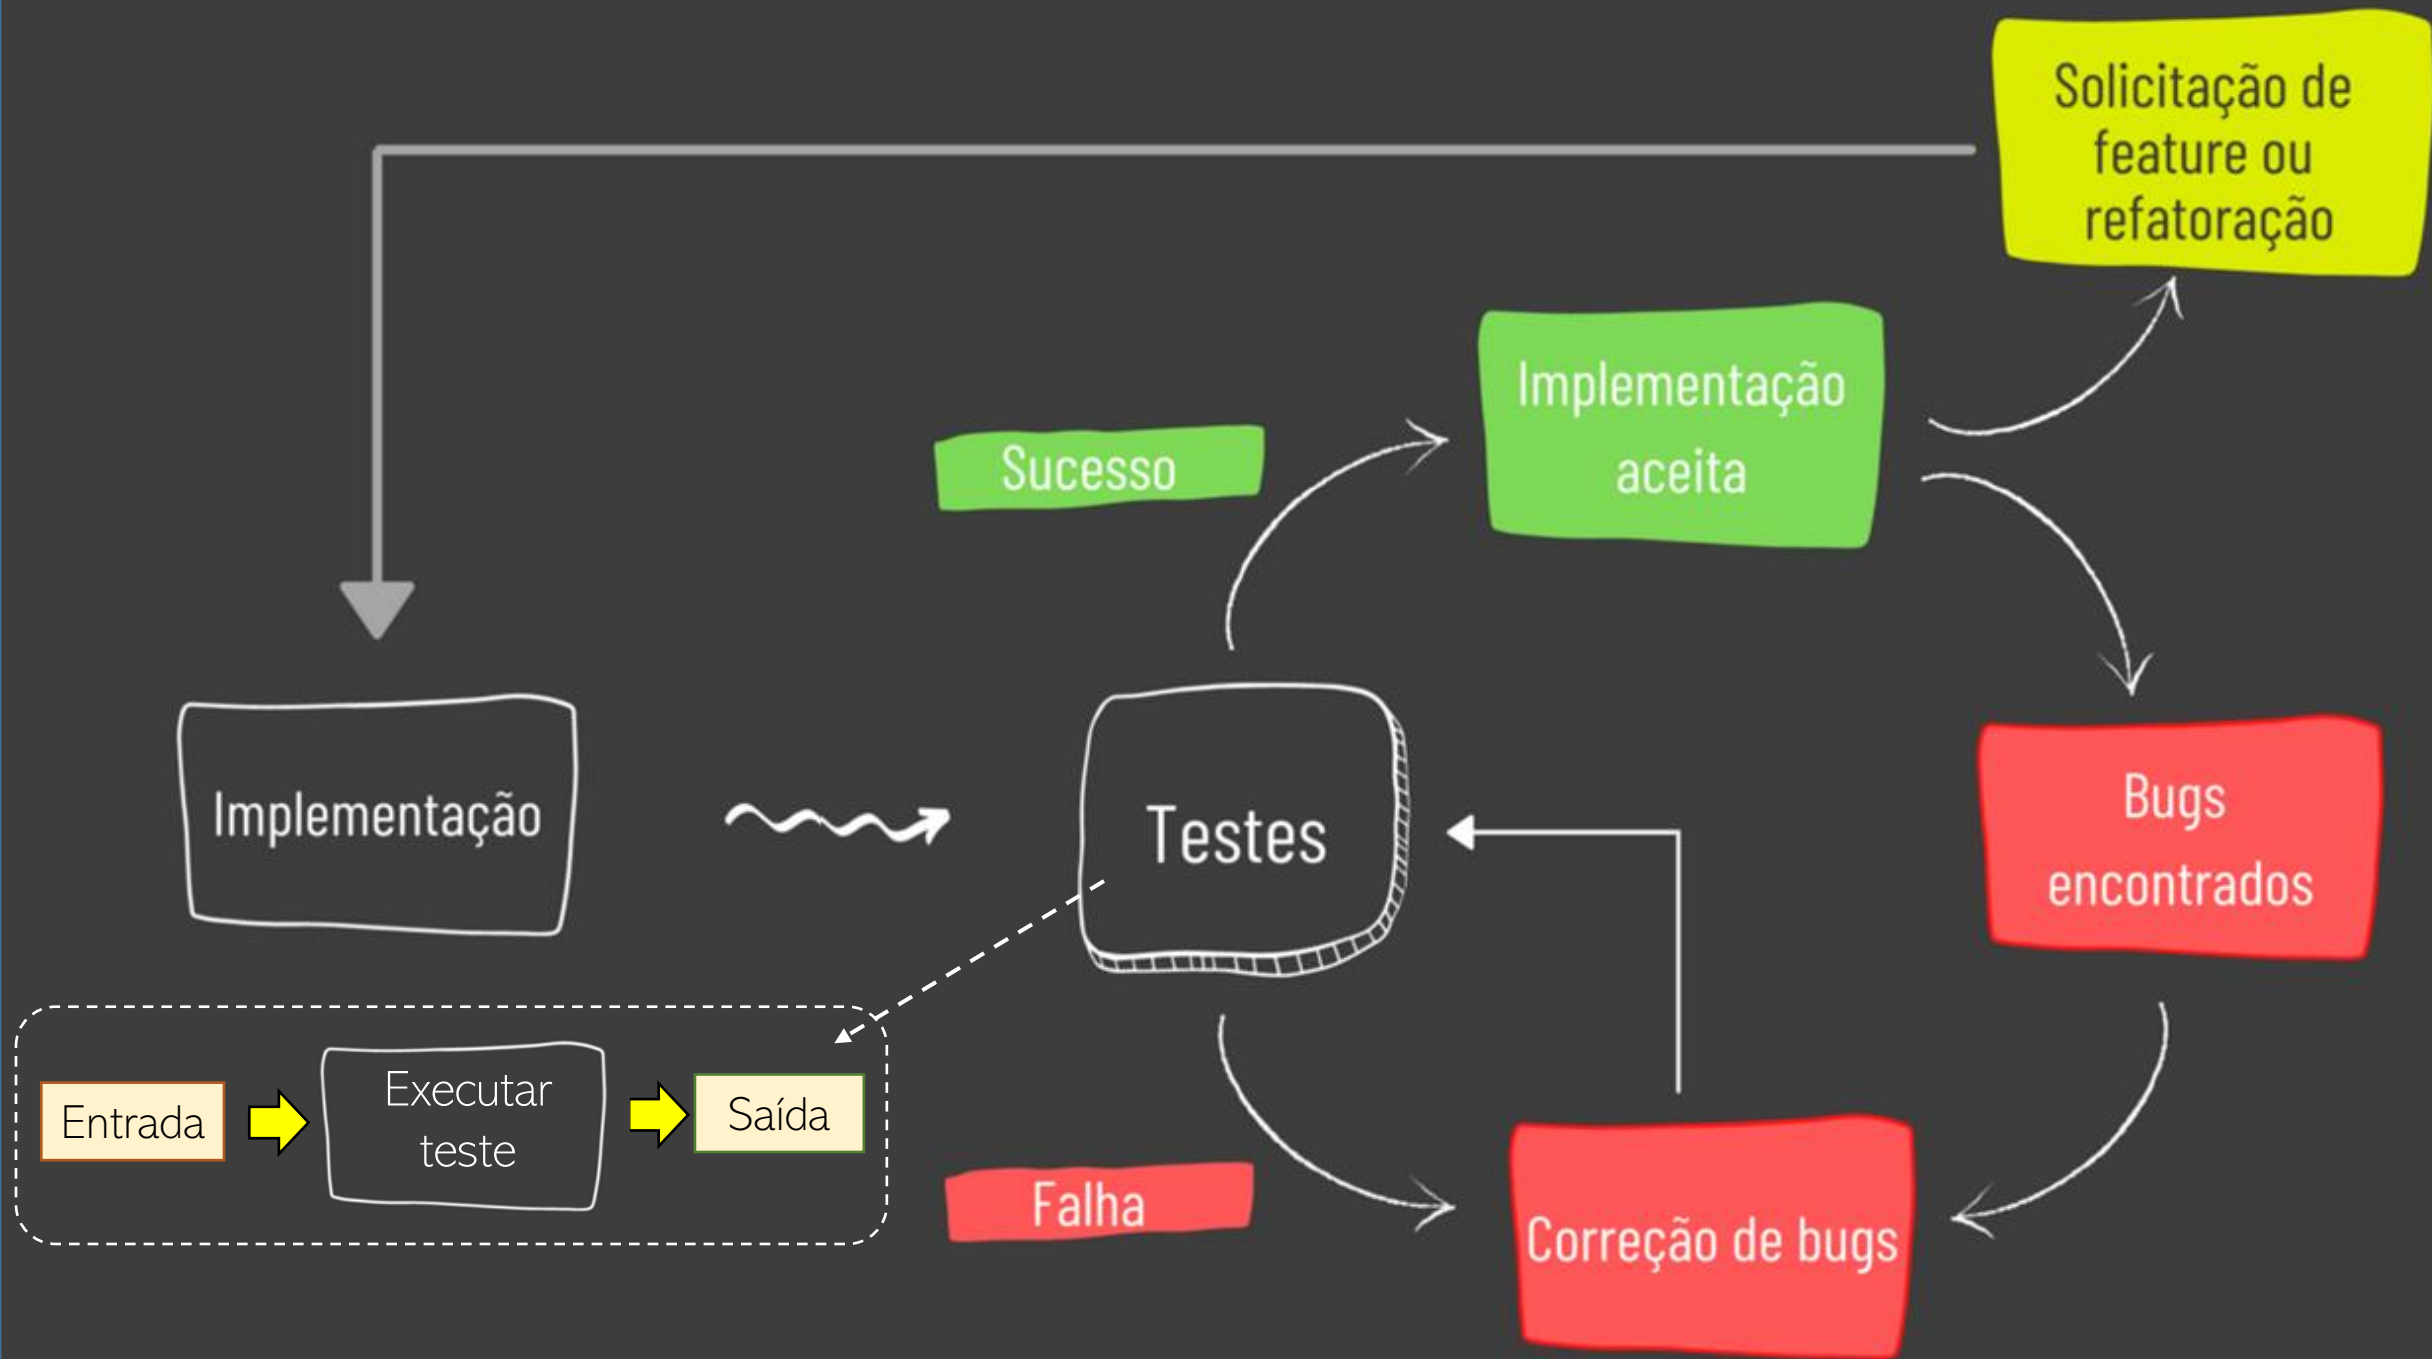 Solicitação de
feature ou
refatoração
Implementação
aceita
Sucesso
Implementação
Testes
Bugs
encontrados
Entrada
Executar
teste
Saída
Falha
Correção de bugs